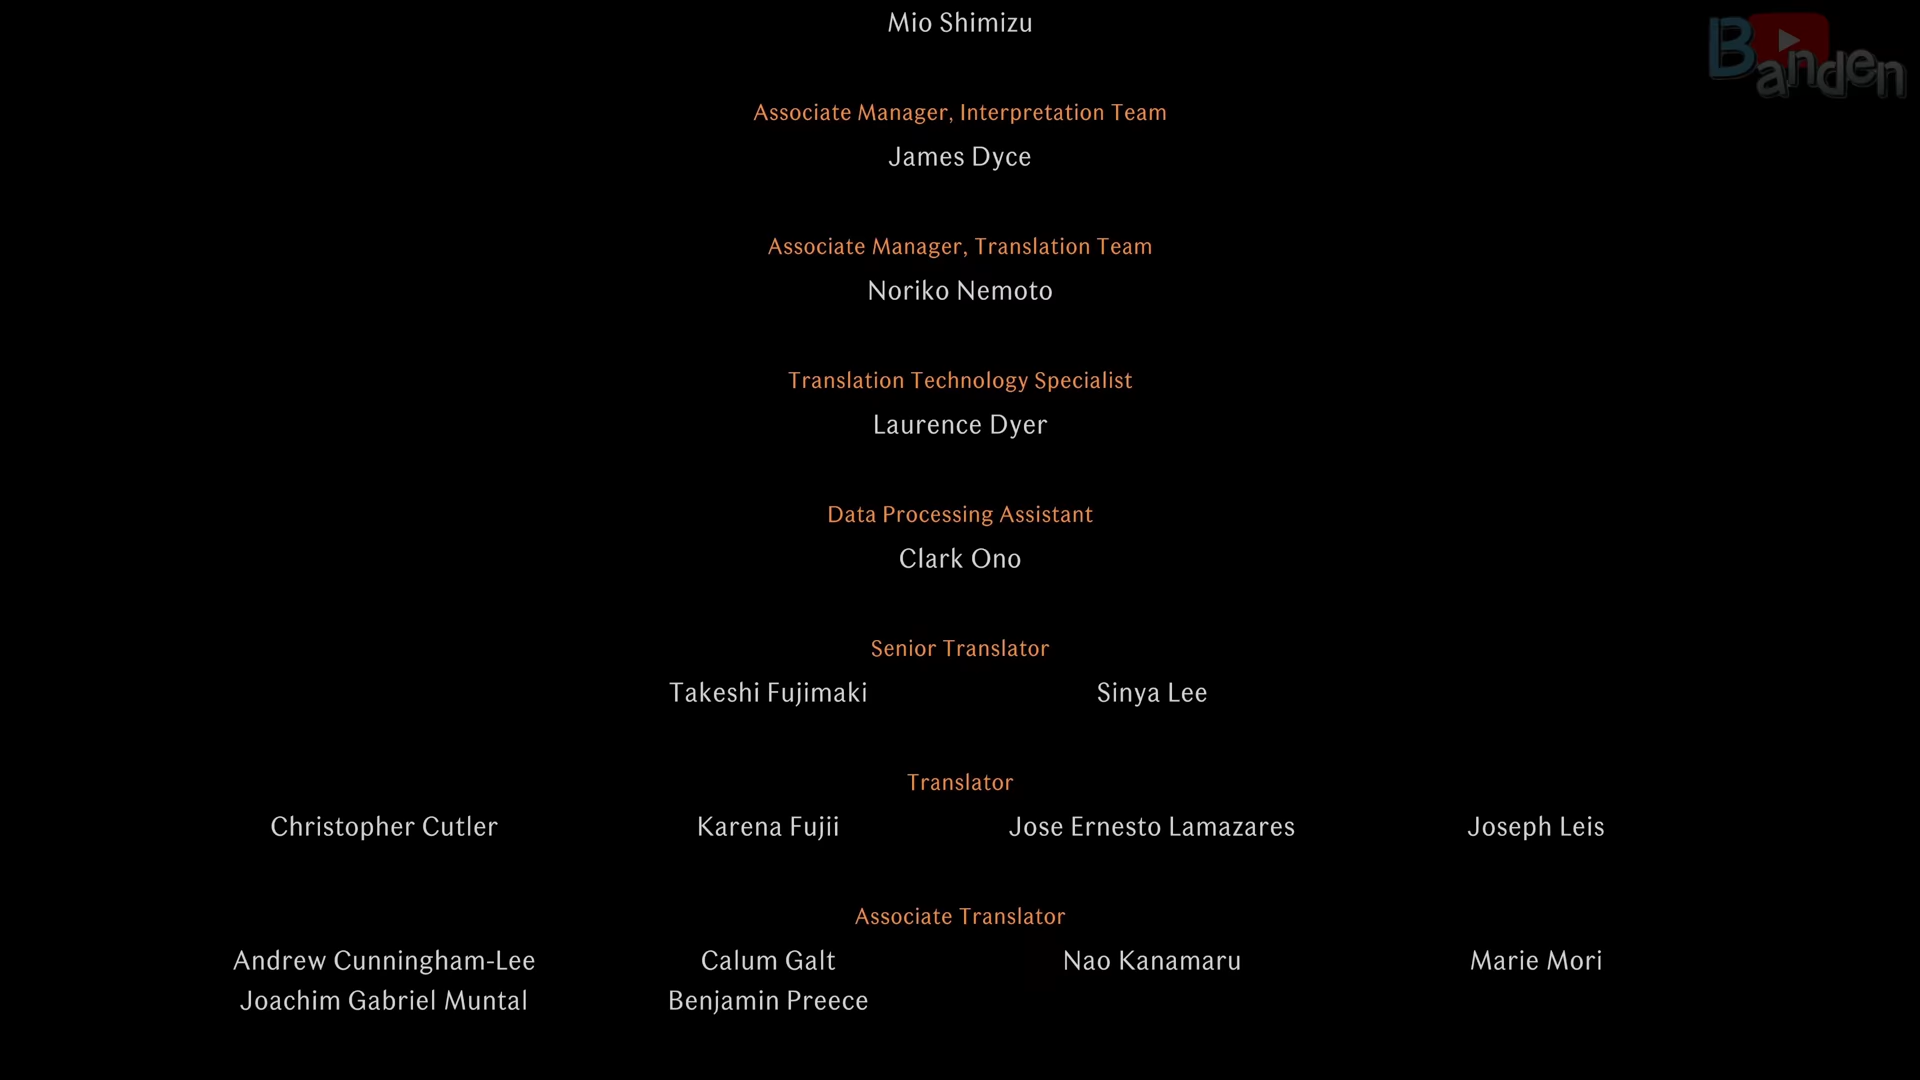 Mio Shimizu
Banden
Associate Manager, Interpretation Team
James Dyce
Associate Manager, Translation Team
Noriko Nemoto
Translation Technology Specialist
Laurence Dyer
Data Processing Assistant
Clark Ono
Senior Translator
Takeshi Fujimaki Sinya Lee
Translator
Christopher Cutler Karena Fujii Jose Ernesto Lamazares Joseph Leis
Associate Translator
Andrew Cunningham-Lee Calum Galt Nao Kanamaru Marie Mori
Joachim Gabriel Muntal Benjamin Preece